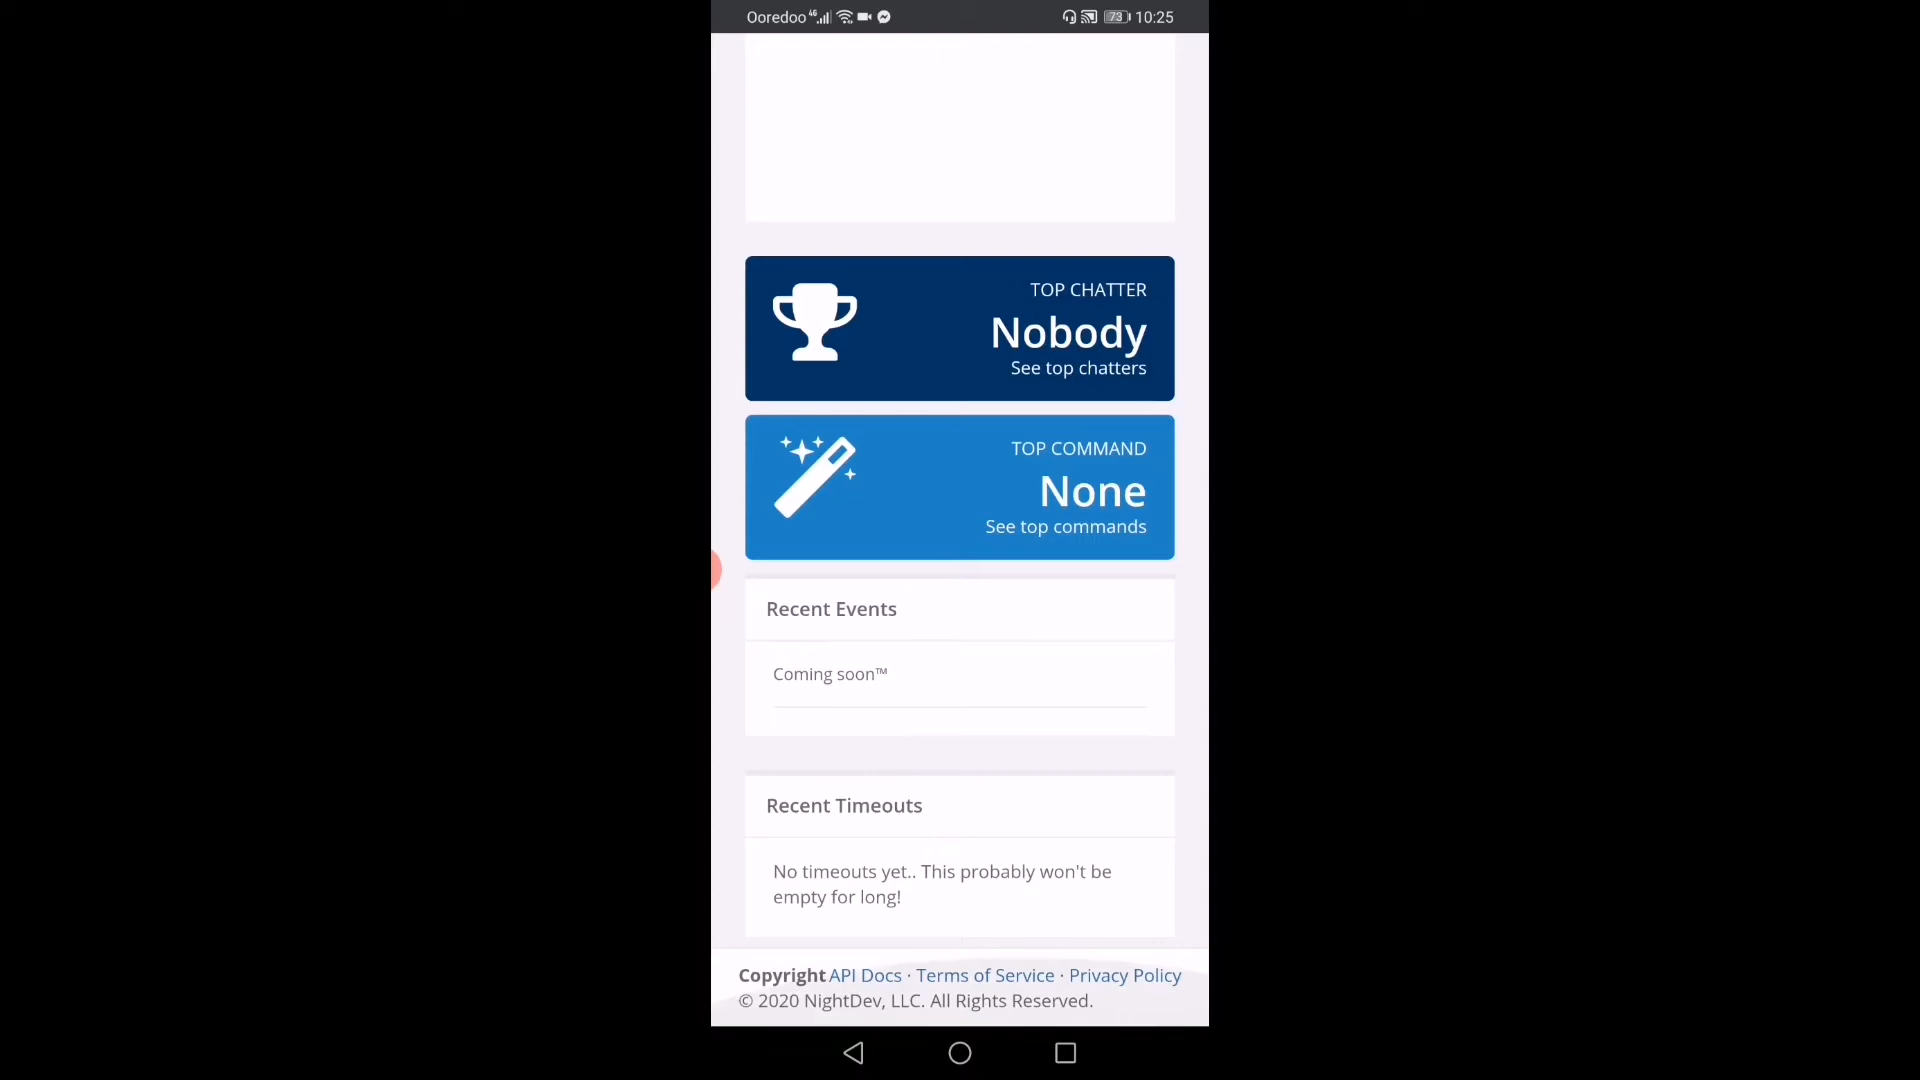 Ooredoo 4G 73 10:25
TOP CHATTER
Nobody
See top chatters
TOP COMMAND
None
See top commands
Recent Events
Coming soon™
Recent Timeouts
No timeouts yet.. This probably won't be
empty for long!
Copyright API Docs · Terms of Service · Privacy Policy
© 2020 NightDev, LLC. All Rights Reserved.